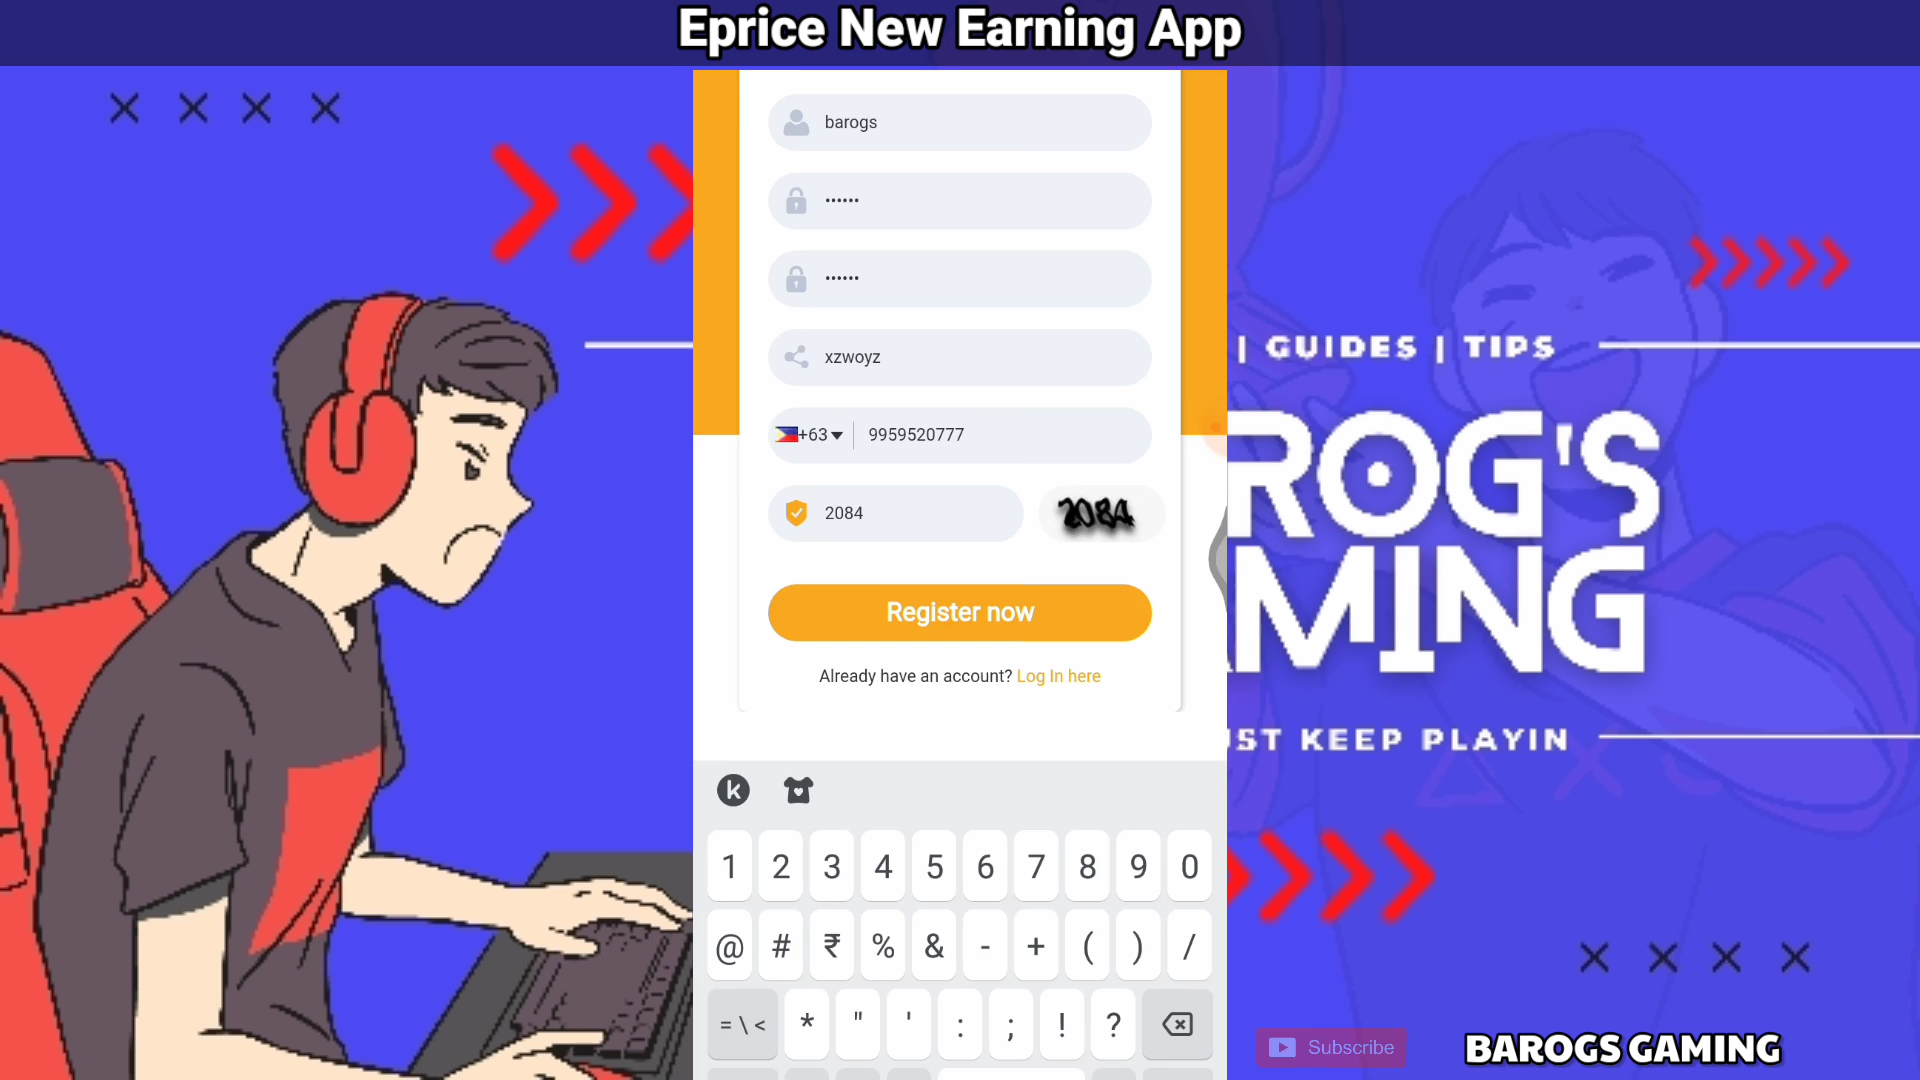 Eprice New Earning App
barogs
••••••
••••••
xzwoyz
+63 9959520777
2084
2084
Register now
Already have an account? Log In here
| GUIDES | TIPS
ROG'S
MING
ST KEEP PLAYIN
k
1 2 3 4 5 6 7 8 9 0
@ # ₹ % & - + ( ) /
= \ < * " ' : ; ! ?
Subscribe
BAROGS GAMING